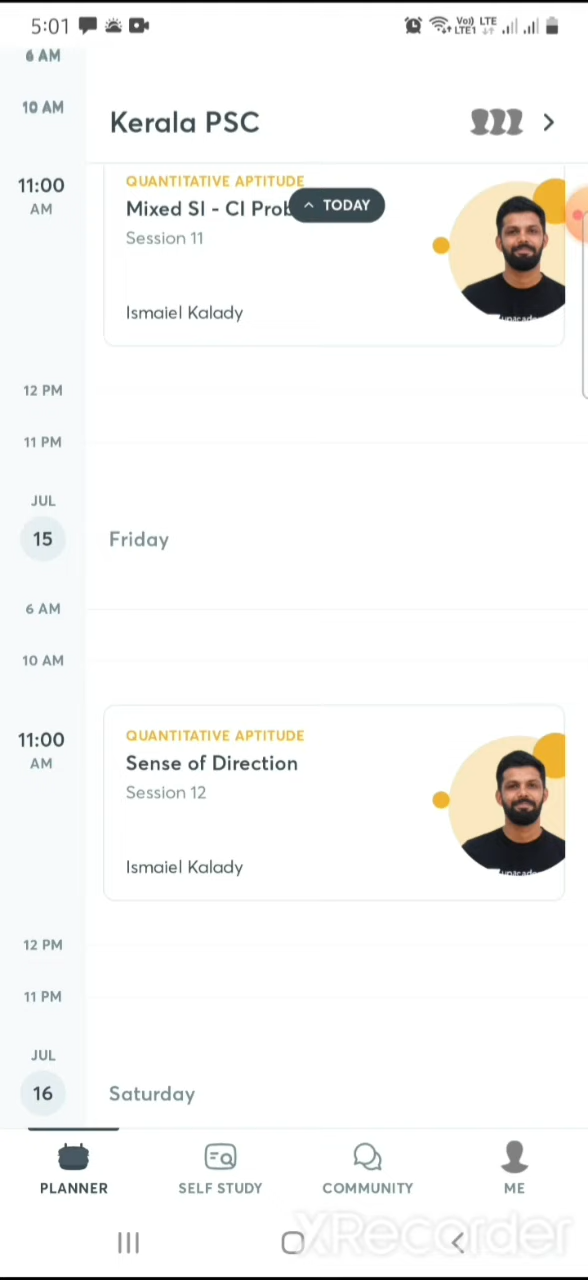 5:01
Vo)) LTE
LTE1
6 AM
10 AM
Kerala PSC
11:00
AM
QUANTITATIVE APTITUDE
Mixed SI - CI Prob
TODAY
Session 11
Ismaiel Kalady
12 PM
11 PM
JUL
15
Friday
6 AM
10 AM
11:00
AM
QUANTITATIVE APTITUDE
Sense of Direction
Session 12
Ismaiel Kalady
12 PM
11 PM
JUL
16
Saturday
PLANNER
SELF STUDY
COMMUNITY
ME
XRecorder